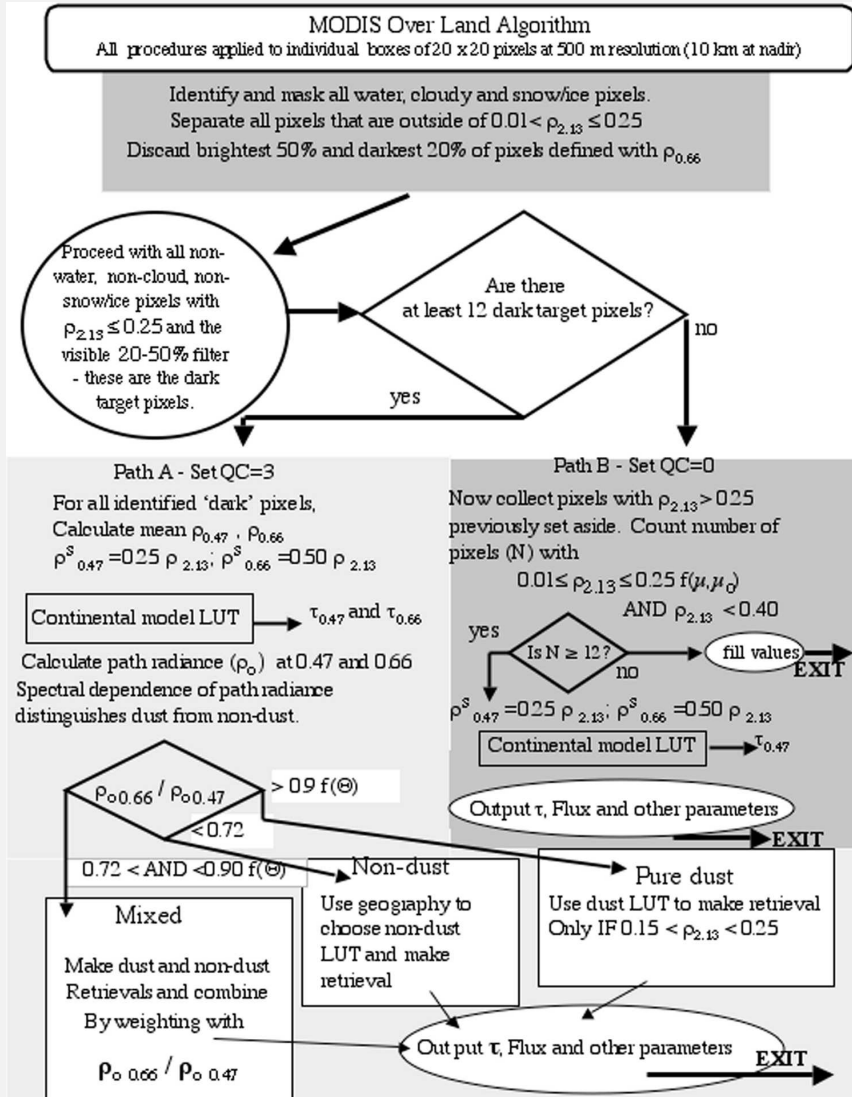 MODIS Over Land Algorithm
All procedures applied to individual boxes of 20 x 20 pixels at 500 m resolution (10 km at nadir)
Identify and mask all water, cloudy and snow/ice pixels.
Separate all pixels that are outside of 0.01< ρ2.13 ≤ 0.25
Discard brightest 50% and darkest 20% of pixels defined with ρ0.66
Proceed with all non-
water, non-cloud, non-
snow/ice pixels with
ρ2.13 ≤ 0.25 and the
visible 20-50% filter
- these are the dark
target pixels.
Are there
at least 12 dark target pixels?
no
yes
Path A - Set QC=3
For all identified ‘dark’ pixels,
Calculate mean ρ0.47 , ρ0.66
ρs0.47 =0.25 ρ 2.13; ρs0.66 =0.50 ρ 2.13
Continental model LUT
τ0.47 and τ0.66
Calculate path radiance (ρo) at 0.47 and 0.66
Spectral dependence of path radiance
distinguishes dust from non-dust.
ρo 0.66 / ρo 0.47
> 0.9 f(Θ)
< 0.72
0.72 < AND <0.90 f(Θ)
Path B - Set QC=0
Now collect pixels with ρ2.13> 0.25
previously set aside. Count number of
pixels (N) with
0.01≤ ρ2.13 ≤ 0.25 f(μ,μo)
AND ρ2.13 < 0.40
yes
Is N ≥ 12?
no
fill values
EXIT
ρs0.47 =0.25 ρ 2.13; ρs0.66 =0.50 ρ 2.13
Continental model LUT
τ0.47
Output τ, Flux and other parameters
EXIT
Mixed
Make dust and non-dust
Retrievals and combine
By weighting with
ρo 0.66 / ρo 0.47
Non-dust
Use geography to
choose non-dust
LUT and make
retrieval
Pure dust
Use dust LUT to make retrieval
Only IF 0.15 < ρ2.13 < 0.25
Out put τ, Flux and other parameters
EXIT